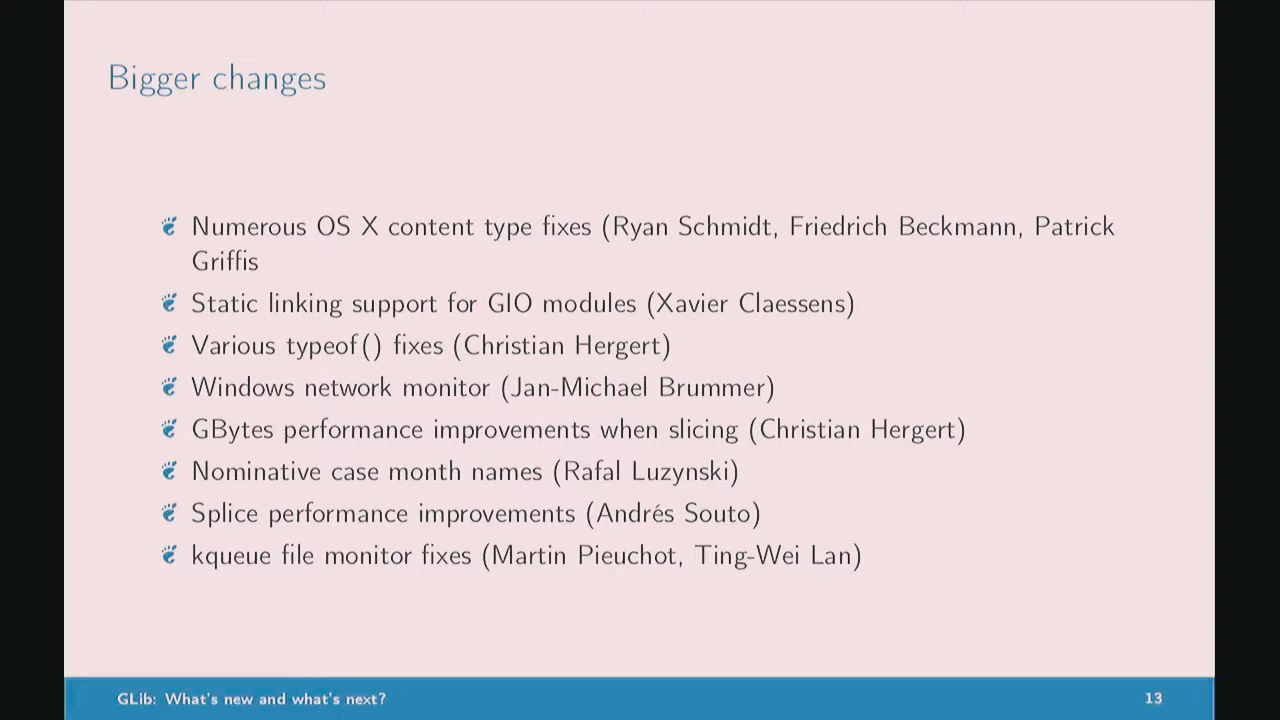 Bigger changes
Numerous OS X content type fixes (Ryan Schmidt, Friedrich Beckmann, Patrick
Griffis
Static linking support for GIO modules (Xavier Claessens)
Various typeof() fixes (Christian Hergert)
Windows network monitor (Jan-Michael Brummer)
GBytes performance improvements when slicing (Christian Hergert)
Nominative case month names (Rafal Luzynski)
Splice performance improvements (Andrés Souto)
kqueue file monitor fixes (Martin Pieuchot, Ting-Wei Lan)
GLib: What's new and what's next?
13